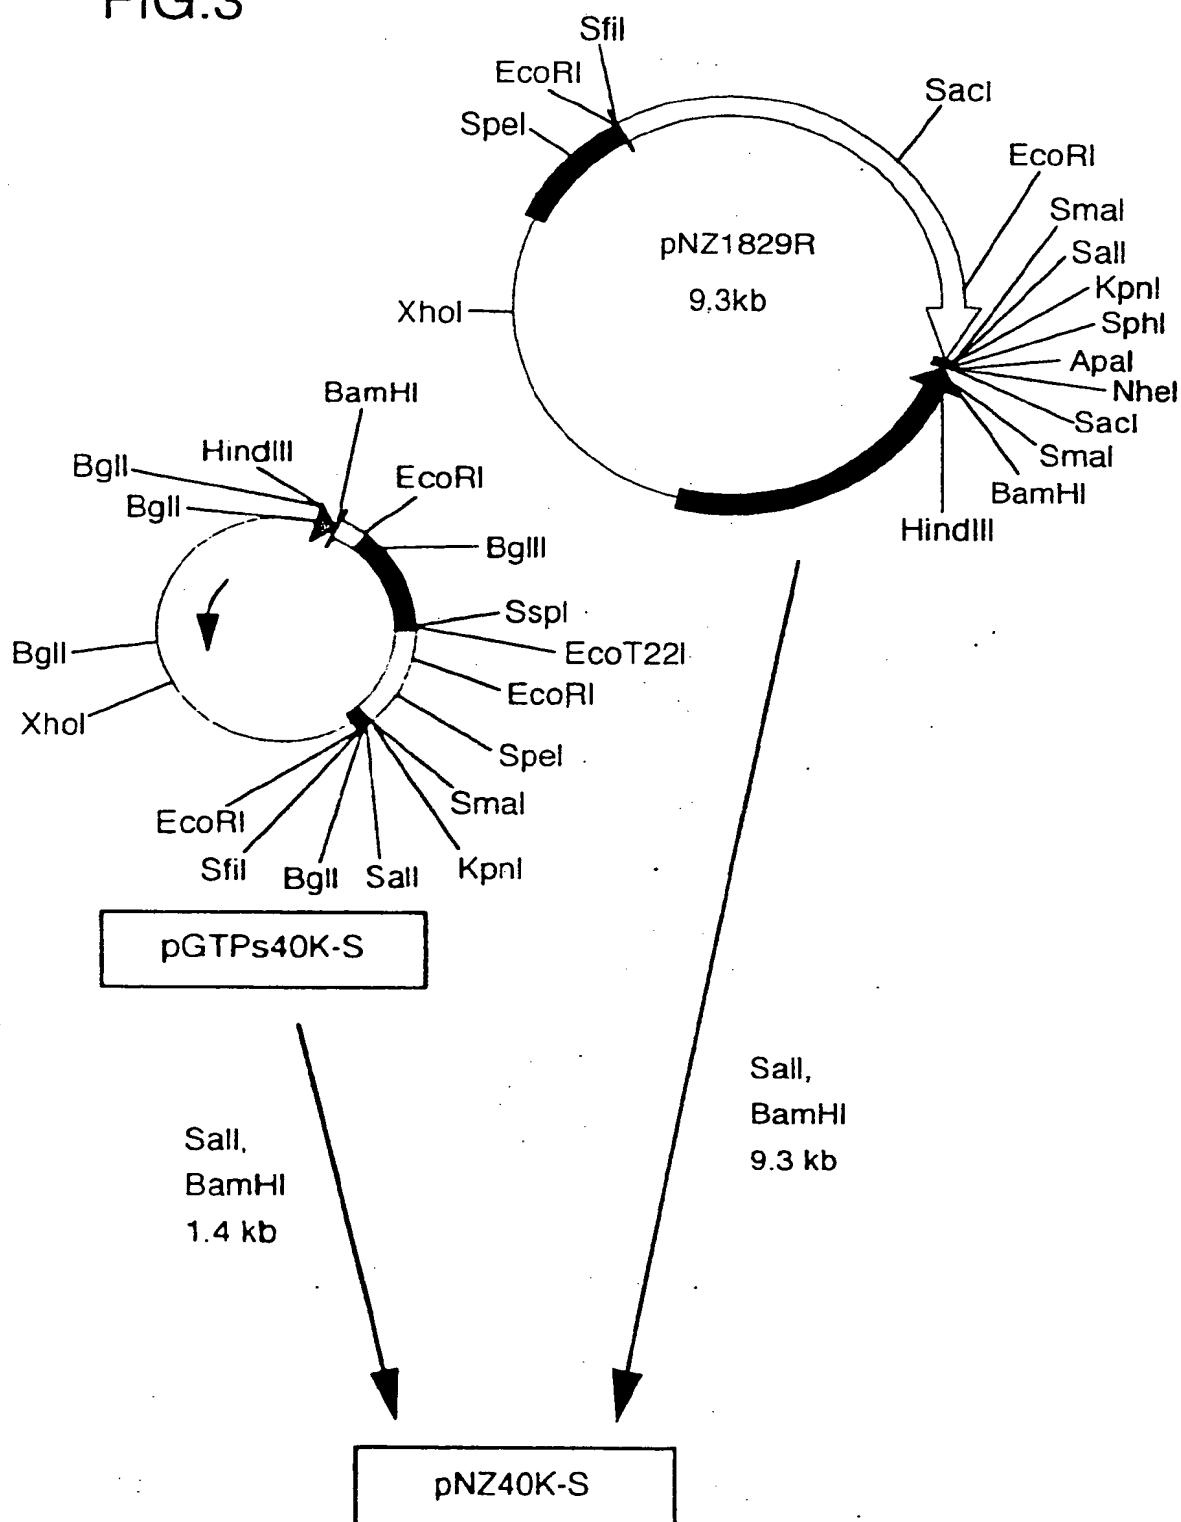 FIG.3
SfiI
EcoRI
SpeI
SacI
EcoRI
SmaI
SalI
KpnI
SphI
ApaI
NheI
SacI
SmaI
BamHI
HindIII
XhoI
pNZ1829R
9.3kb
BamHI
HindIII
BglI
BglI
EcoRI
BglII
SspI
EcoT22I
EcoRI
SpeI
SmaI
KpnI
SalI
BglI
SfiI
EcoRI
XhoI
BglI
pGTPs40K-S
SalI,
BamHI
1.4 kb
SalI,
BamHI
9.3 kb
pNZ40K-S